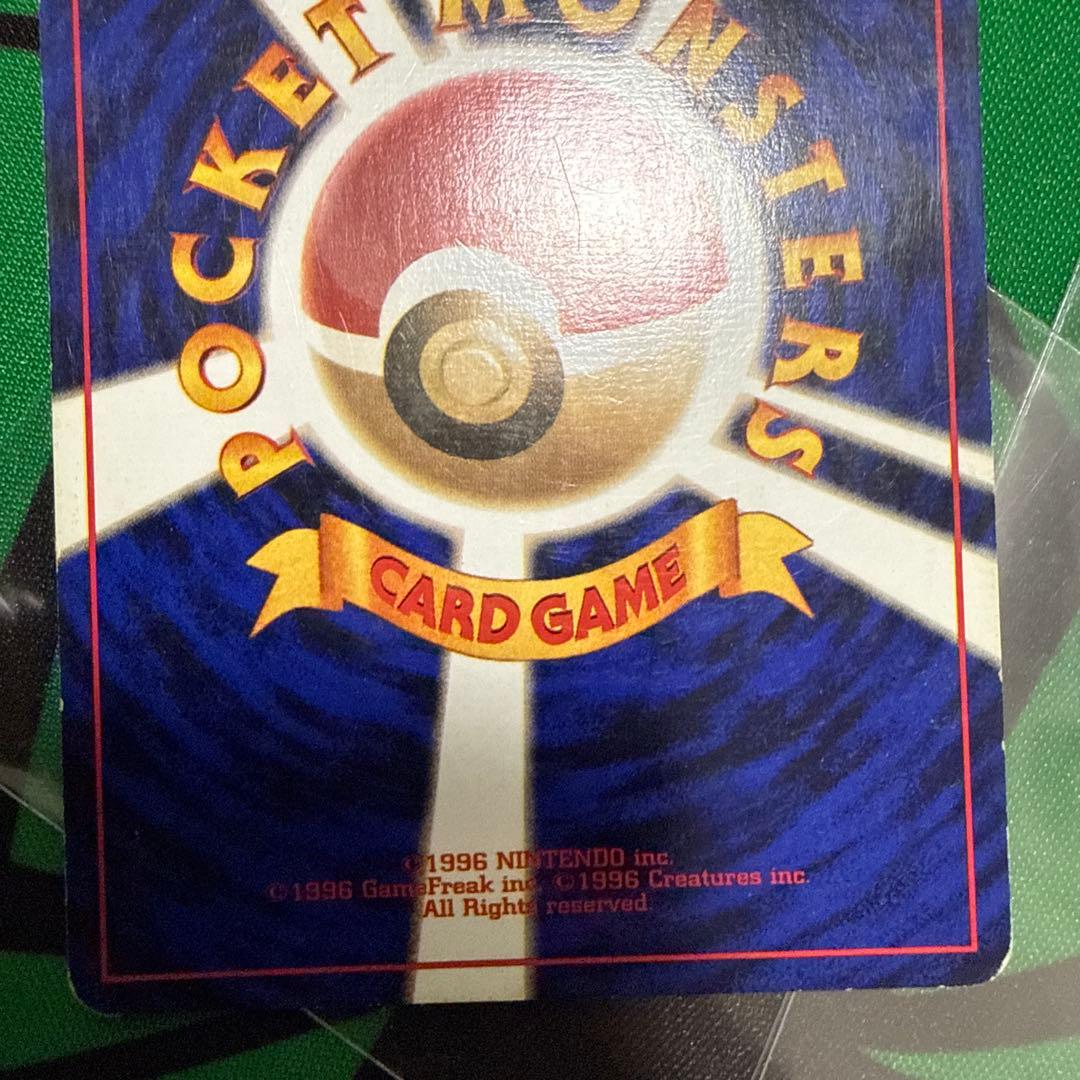 POCKET MONSTERS
CARD GAME
©1996 NINTENDO inc.
©1996 GameFreak inc. ©1996 Creatures inc.
All Rights reserved.